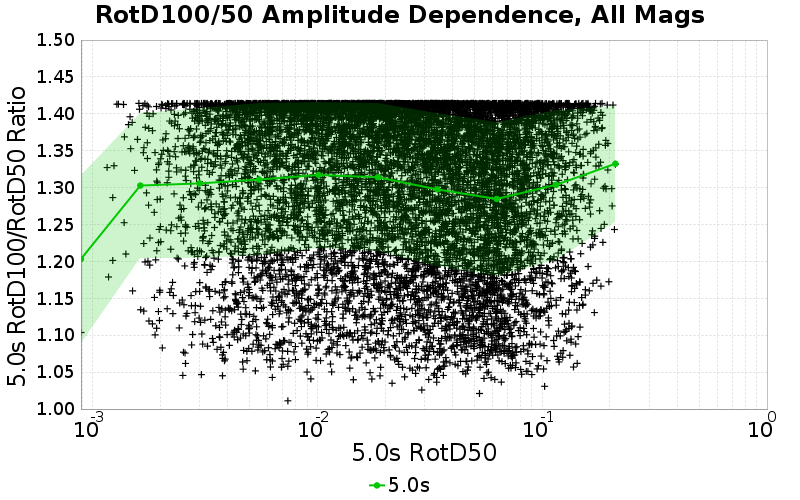 RotD100/50 Amplitude Dependence, All Mags
5.0s RotD100/RotD50 Ratio
1.50
1.45
1.40
1.35
1.30
1.25
1.20
1.15
1.10
1.05
1.00
10-3 10-2 10-1 100
5.0s RotD50
5.0s